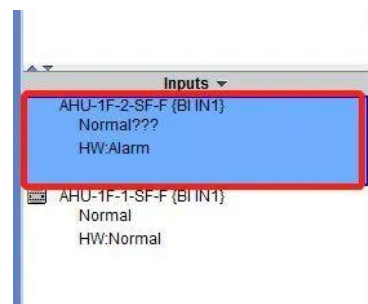 Inputs
AHU-1F-2-SF-F {BI IN1}
Normal???
HW:Alarm
AHU-1F-1-SF-F {BI IN1}
Normal
HW:Normal